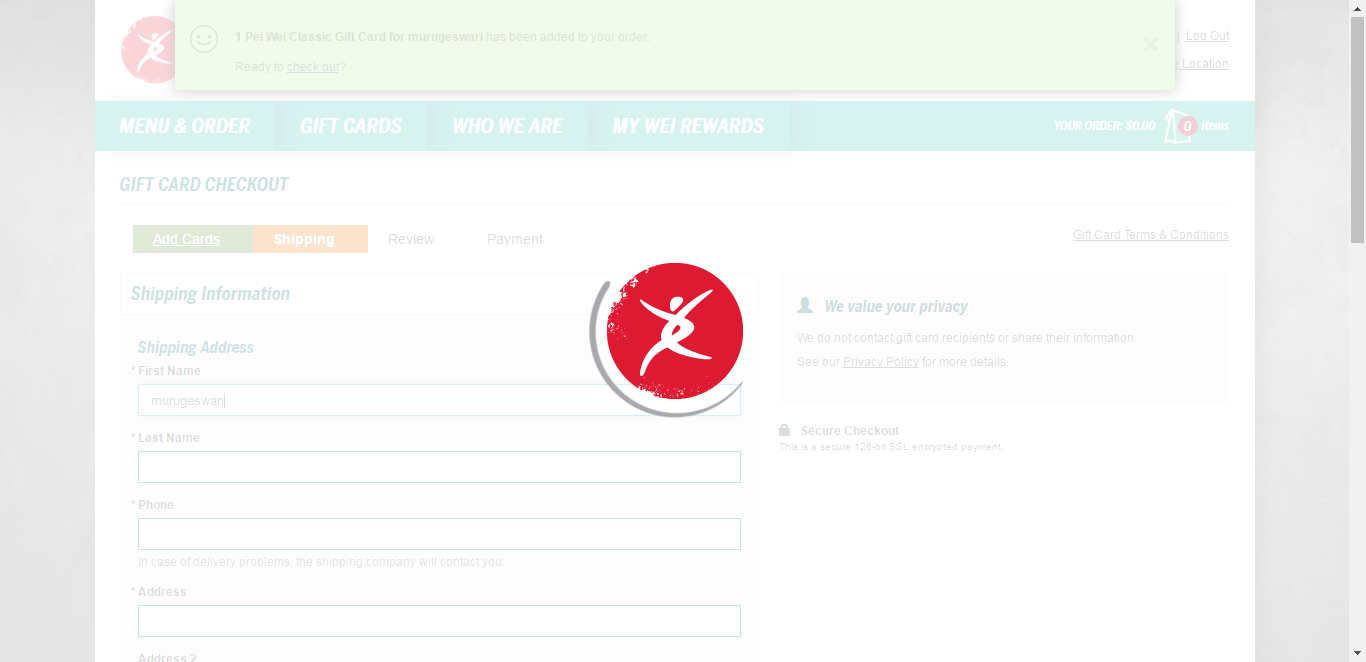 1 Pei Wei Classic Gift Card for murugeswari has been added to your order.
| Log Out
Ready to check out?
Location
MENU & ORDER
GIFT CARDS
WHO WE ARE
MY WEI REWARDS
YOUR ORDER: $0.00 0 items
GIFT CARD CHECKOUT
Add Cards
Shipping
Review
Payment
Gift Card Terms & Conditions
Shipping Information
Shipping Address
* First Name
murugeswari
* Last Name
* Phone
In case of delivery problems, the shipping company will contact you.
* Address
Address 2
We value your privacy
We do not contact gift card recipients or share their information.
See our Privacy Policy for more details.
Secure Checkout
This is a secure 128-bit SSL encrypted payment.